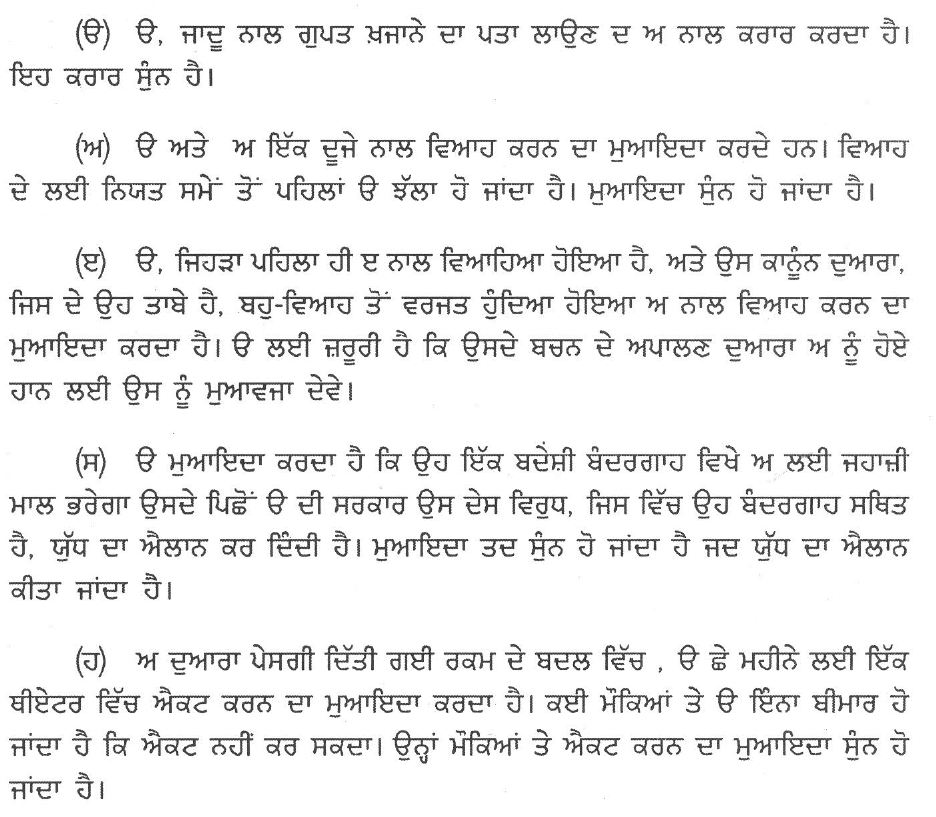 (ੳ) ੳ, ਜਾਦੂ ਨਾਲ ਗੁਪਤ ਖ਼ਜਾਨੇ ਦਾ ਪਤਾ ਲਾਉਣ ਦ ਅ ਨਾਲ ਕਰਾਰ ਕਰਦਾ ਹੈ।
ਇਹ ਕਰਾਰ ਸੁੰਨ ਹੈ।
(ਅ) ੳ ਅਤੇ ਅ ਇੱਕ ਦੂਜੇ ਨਾਲ ਵਿਆਹ ਕਰਨ ਦਾ ਮੁਆਇਦਾ ਕਰਦੇ ਹਨ। ਵਿਆਹ
ਦੇ ਲਈ ਨਿਯਤ ਸਮੇਂ ਤੋਂ ਪਹਿਲਾਂ ੳ ਝੱਲਾ ਹੋ ਜਾਂਦਾ ਹੈ। ਮੁਆਇਦਾ ਸੁੰਨ ਹੋ ਜਾਂਦਾ ਹੈ।
(ੲ) ੳ, ਜਿਹੜਾ ਪਹਿਲਾ ਹੀ ੲ ਨਾਲ ਵਿਆਹਿਆ ਹੋਇਆ ਹੈ, ਅਤੇ ਉਸ ਕਾਨੂੰਨ ਦੁਆਰਾ,
ਜਿਸ ਦੇ ਉਹ ਤਾਬੇ ਹੈ, ਬਹੁ-ਵਿਆਹ ਤੋਂ ਵਰਜਤ ਹੁੰਦਿਆ ਹੋਇਆ ਅ ਨਾਲ ਵਿਆਹ ਕਰਨ ਦਾ
ਮੁਆਇਦਾ ਕਰਦਾ ਹੈ। ੳ ਲਈ ਜ਼ਰੂਰੀ ਹੈ ਕਿ ਉਸਦੇ ਬਚਨ ਦੇ ਅਪਾਲਣ ਦੁਆਰਾ ਅ ਨੂੰ ਹੋਏ
ਹਾਨ ਲਈ ਉਸ ਨੂੰ ਮੁਆਵਜਾ ਦੇਵੇ।
(ਸ) ੳ ਮੁਆਇਦਾ ਕਰਦਾ ਹੈ ਕਿ ਉਹ ਇੱਕ ਬਦੇਸ਼ੀ ਬੰਦਰਗਾਹ ਵਿਖੇ ਅ ਲਈ ਜਹਾਜ਼ੀ
ਮਾਲ ਭਰੇਗਾ ਉਸਦੇ ਪਿਛੋਂ ੳ ਦੀ ਸਰਕਾਰ ਉਸ ਦੇਸ ਵਿਰੁਧ, ਜਿਸ ਵਿੱਚ ਉਹ ਬੰਦਰਗਾਹ ਸਥਿਤ
ਹੈ, ਯੁੱਧ ਦਾ ਐਲਾਨ ਕਰ ਦਿੰਦੀ ਹੈ। ਮੁਆਇਦਾ ਤਦ ਸੁੰਨ ਹੋ ਜਾਂਦਾ ਹੈ ਜਦ ਯੁੱਧ ਦਾ ਐਲਾਨ
ਕੀਤਾ ਜਾਂਦਾ ਹੈ।
(ਹ) ਅ ਦੁਆਰਾ ਪੇਸਗੀ ਦਿੱਤੀ ਗਈ ਰਕਮ ਦੇ ਬਦਲ ਵਿੱਚ , ੳ ਛੇ ਮਹੀਨੇ ਲਈ ਇੱਕ
ਥੀਏਟਰ ਵਿੱਚ ਐਕਟ ਕਰਨ ਦਾ ਮੁਆਇਦਾ ਕਰਦਾ ਹੈ। ਕਈ ਮੌਕਿਆਂ ਤੇ ੳ ਇੰਨਾ ਬੀਮਾਰ ਹੋ
ਜਾਂਦਾ ਹੈ ਕਿ ਐਕਟ ਨਹੀਂ ਕਰ ਸਕਦਾ। ਉਨ੍ਹਾਂ ਮੌਕਿਆਂ ਤੇ ਐਕਟ ਕਰਨ ਦਾ ਮੁਆਇਦਾ ਸੁੰਨ ਹੋ
ਜਾਂਦਾ ਹੈ।